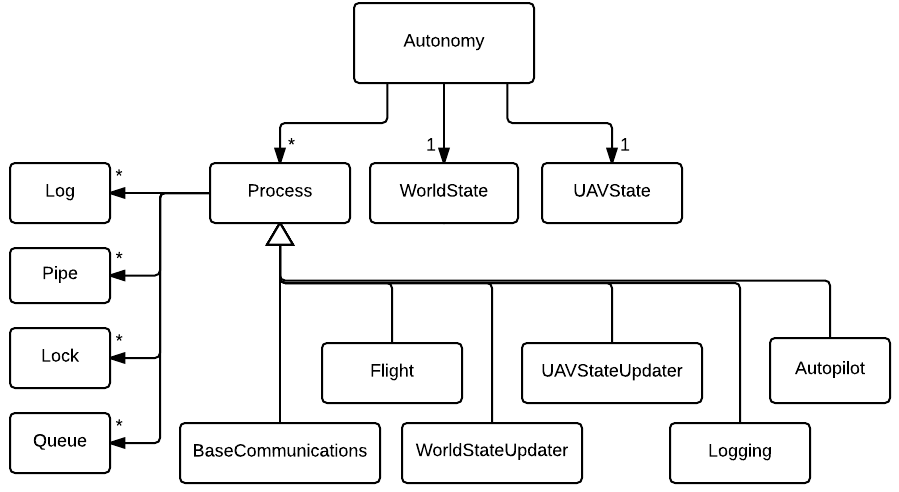 Autonomy
*
1
1
Log
*
Process
WorldState
UAVState
Pipe
*
Lock
*
Queue
*
Flight
UAVStateUpdater
Autopilot
BaseCommunications
WorldStateUpdater
Logging